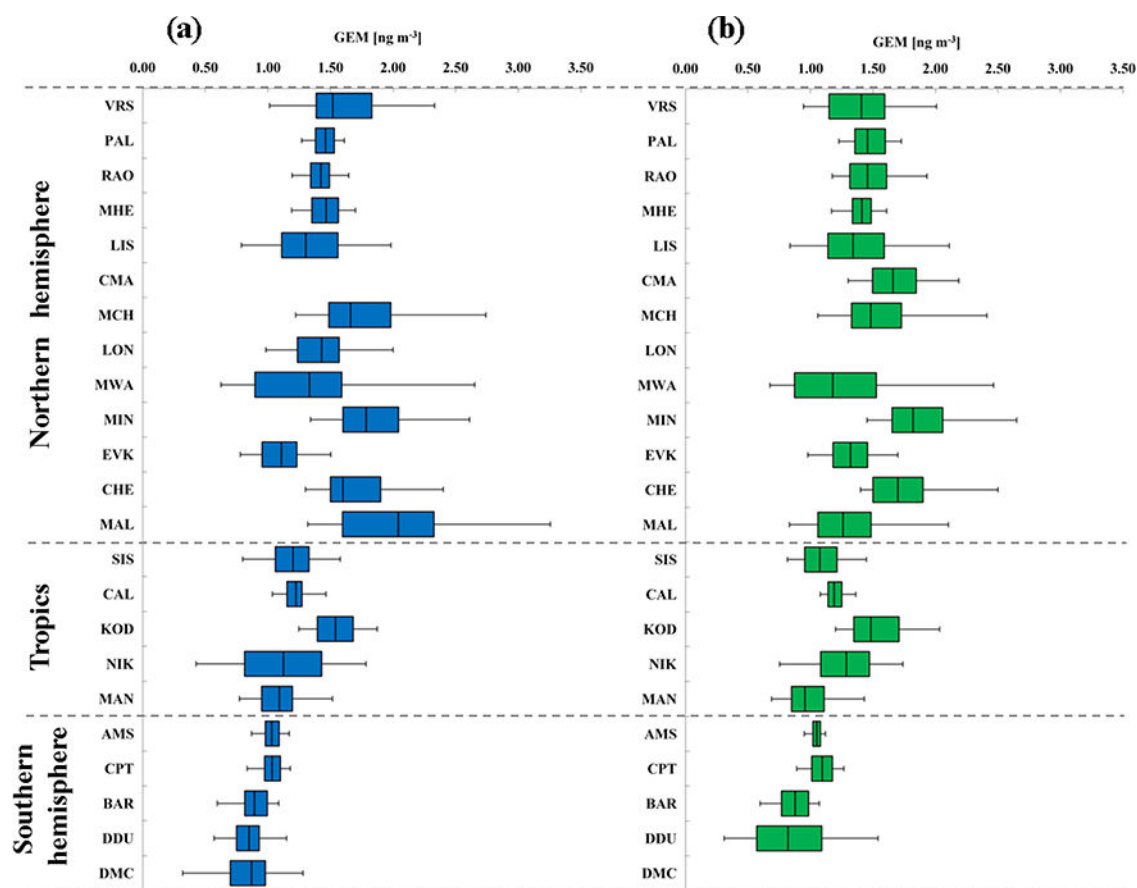 (a)
GEM [ng m⁻³]
0.00 0.50 1.00 1.50 2.00 2.50 3.00 3.50
(b)
GEM [ng m⁻³]
0.00 0.50 1.00 1.50 2.00 2.50 3.00 3.50
Northern hemisphere
VRS
PAL
RAO
MHE
LIS
CMA
MCH
LON
MWA
MIN
EVK
CHE
MAL
Tropics
SIS
CAL
KOD
NIK
MAN
Southern
hemisphere
AMS
CPT
BAR
DDU
DMC
VRS
PAL
RAO
MHE
LIS
CMA
MCH
LON
MWA
MIN
EVK
CHE
MAL
SIS
CAL
KOD
NIK
MAN
AMS
CPT
BAR
DDU
DMC